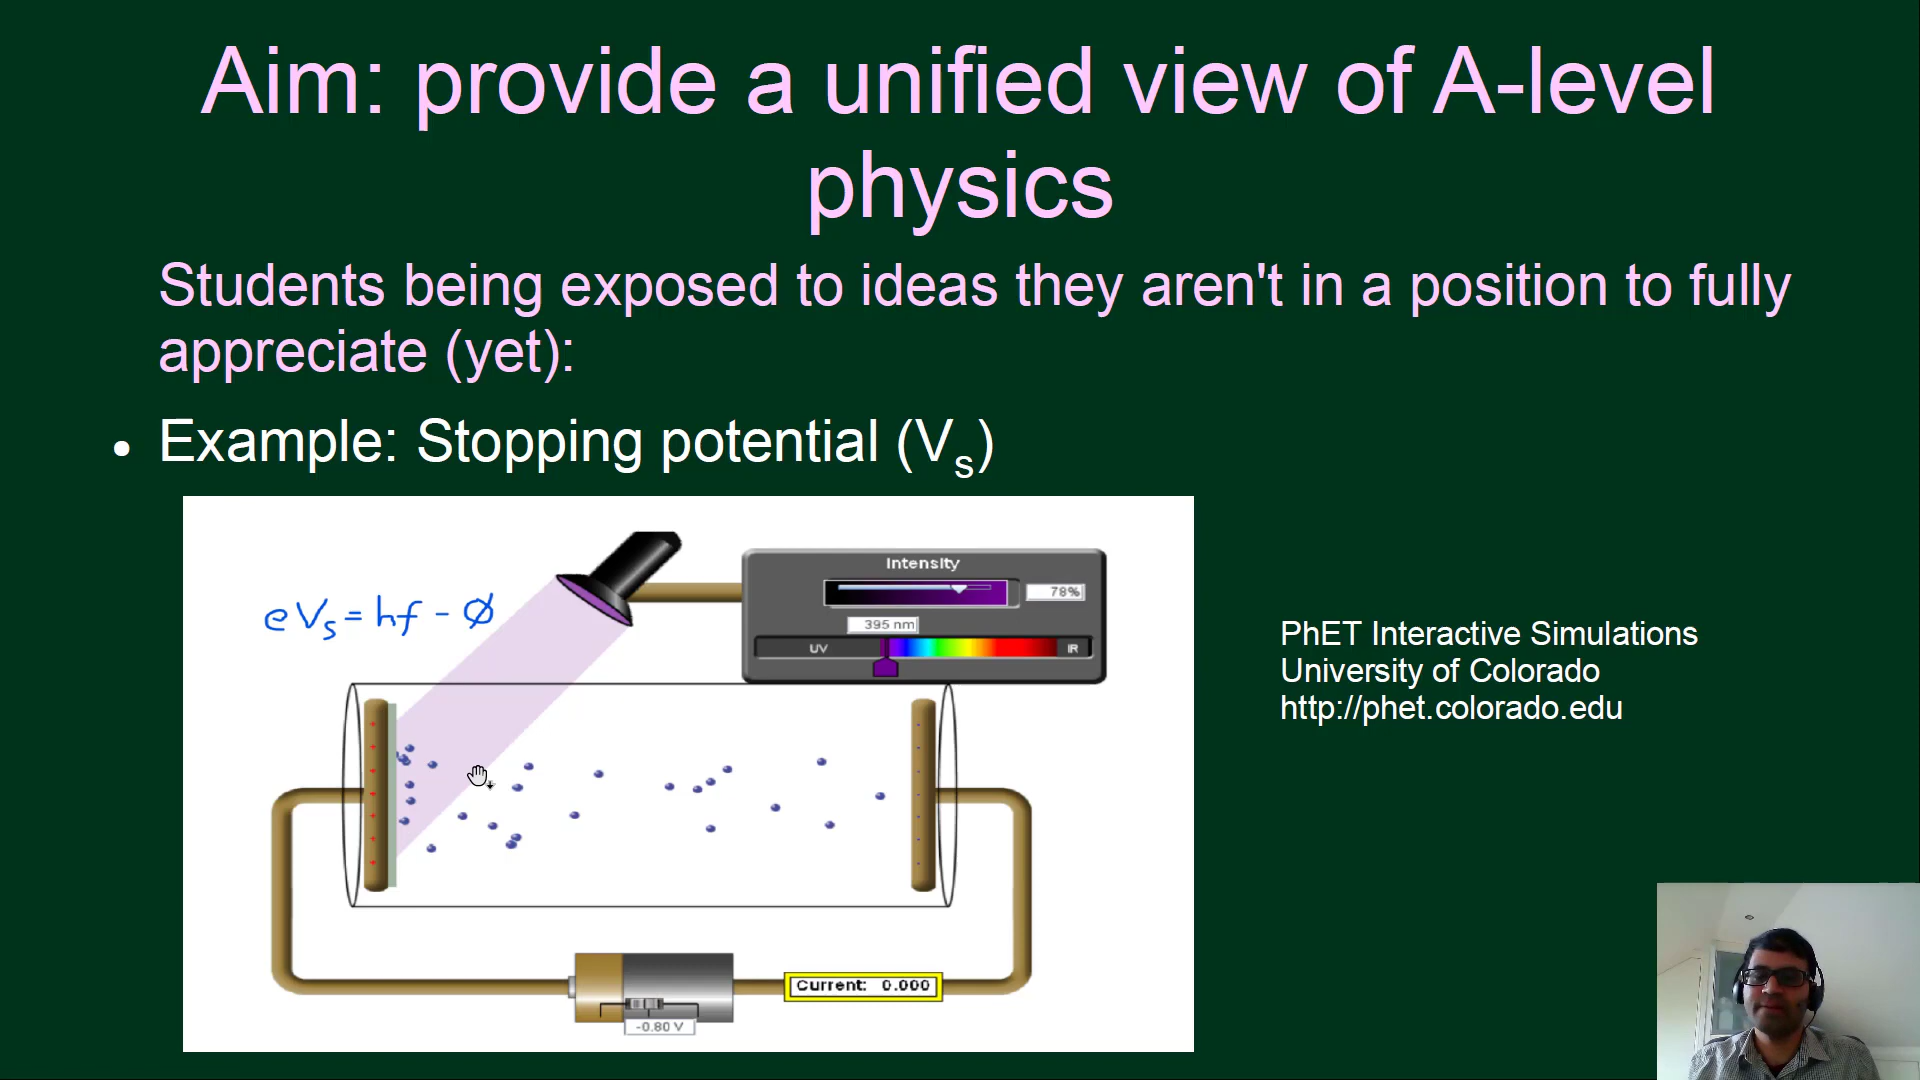 Aim: provide a unified view of A-level
physics
Students being exposed to ideas they aren't in a position to fully
appreciate (yet):
• Example: Stopping potential (Vs)
eVs = hf - Ø
Intensity
78%
395 nm
UV
IR
PhET Interactive Simulations
University of Colorado
http://phet.colorado.edu
Current: 0.000
-0.80 V